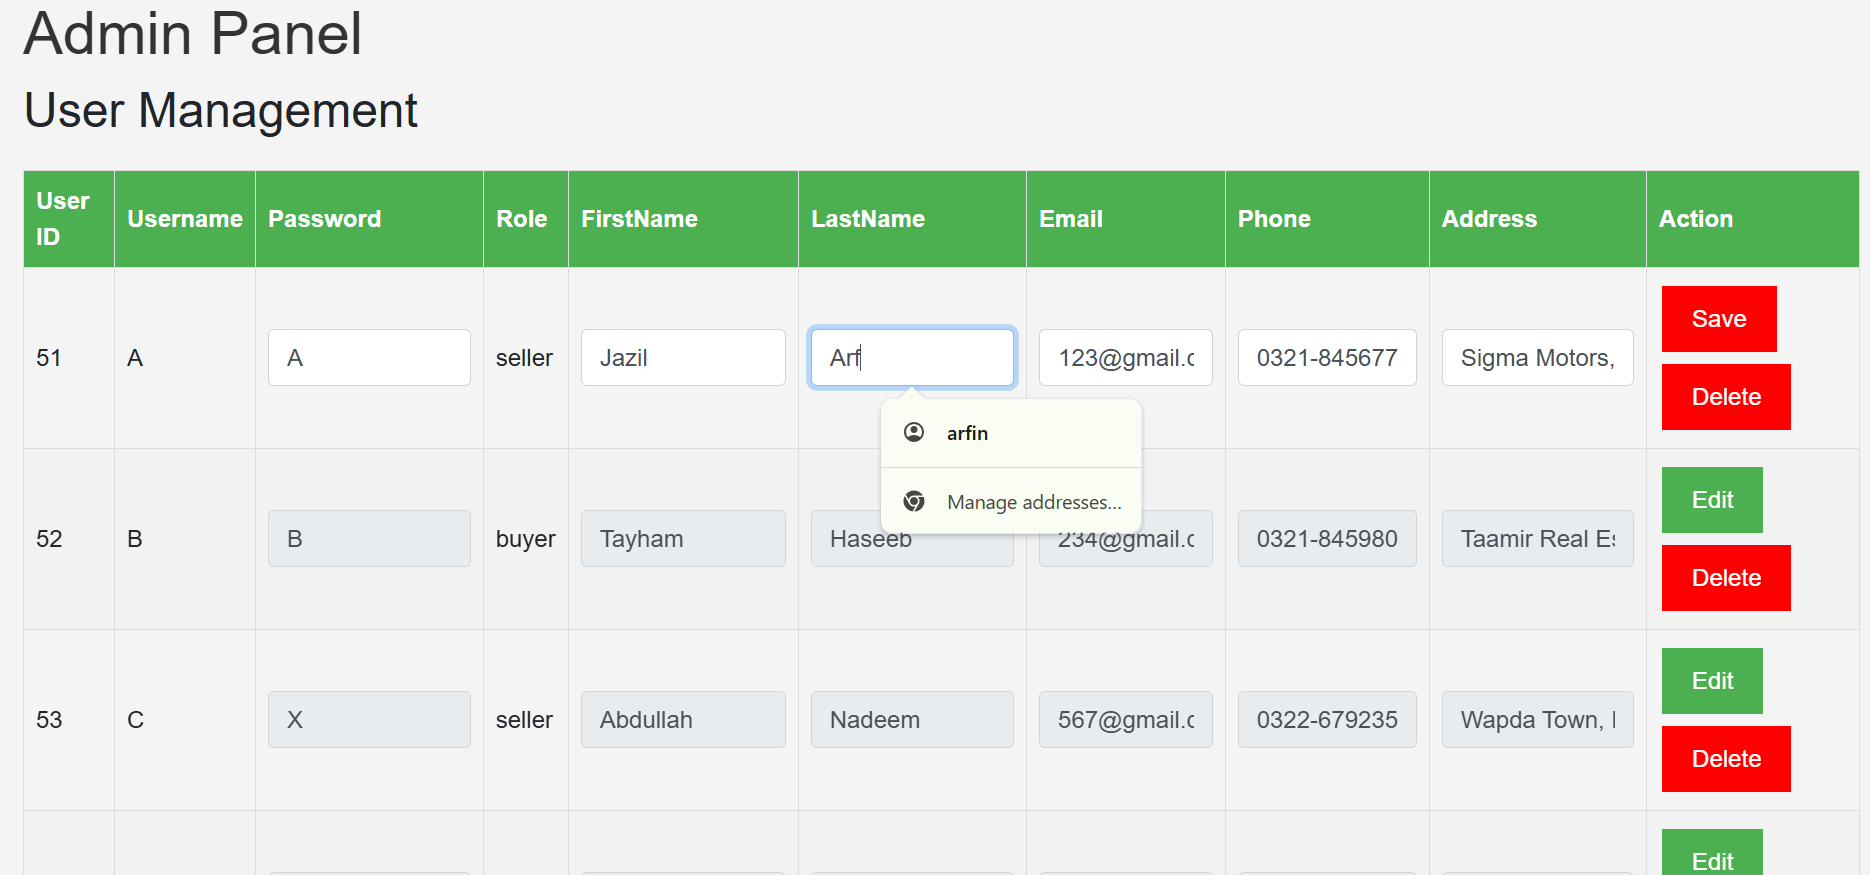 Admin Panel
User Management
User ID Username Password Role FirstName LastName Email Phone Address Action
51 A A seller Jazil Arf 123@gmail.c 0321-845677 Sigma Motors, Save
Delete
arfin
Manage addresses...
52 B B buyer Tayham Haseeb 234@gmail.c 0321-845980 Taamir Real Es Edit
Delete
53 C X seller Abdullah Nadeem 567@gmail.c 0322-679235 Wapda Town, Edit
Delete
Edit